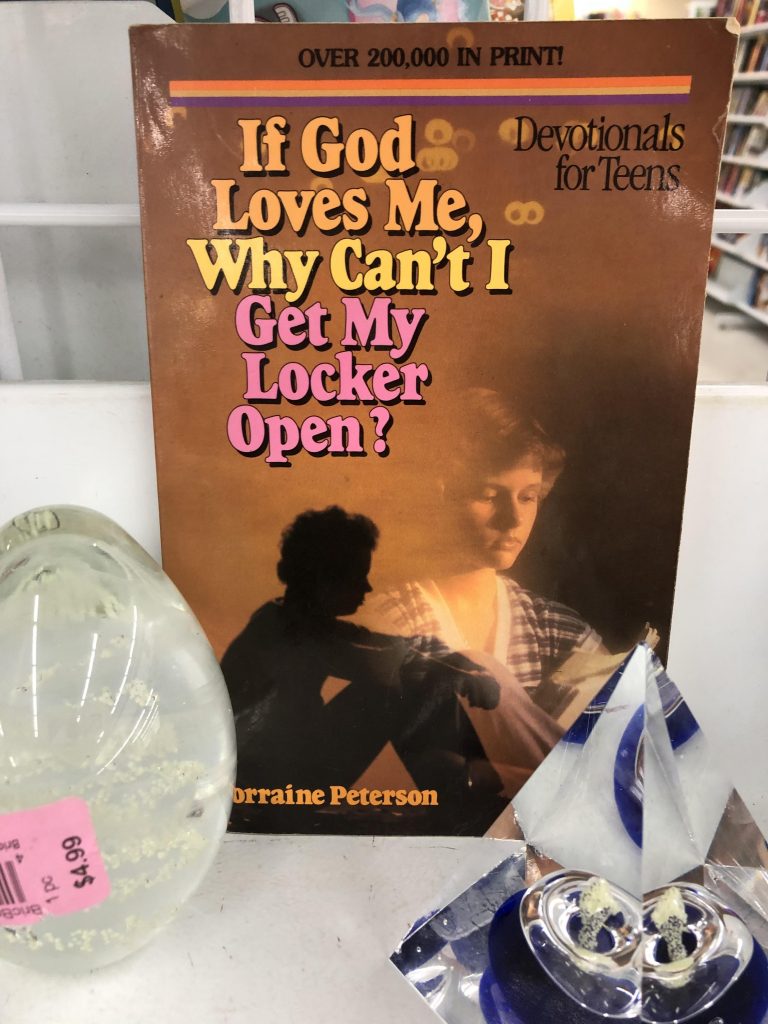 OVER 200,000 IN PRINT!
Devotionals
for Teens
If God
Loves Me,
Why Can't I
Get My
Locker
Open?
orraine Peterson
$4.99
1 pc
4